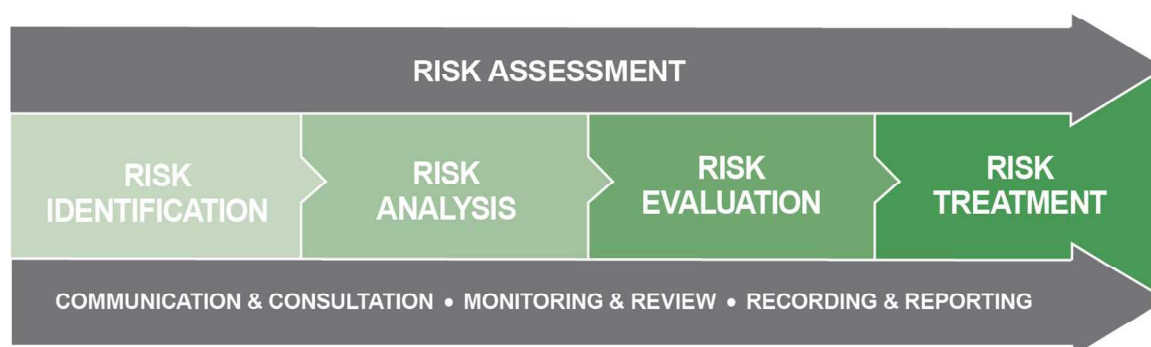 RISK ASSESSMENT
RISK
IDENTIFICATION
RISK
ANALYSIS
RISK
EVALUATION
RISK
TREATMENT
COMMUNICATION & CONSULTATION • MONITORING & REVIEW • RECORDING & REPORTING